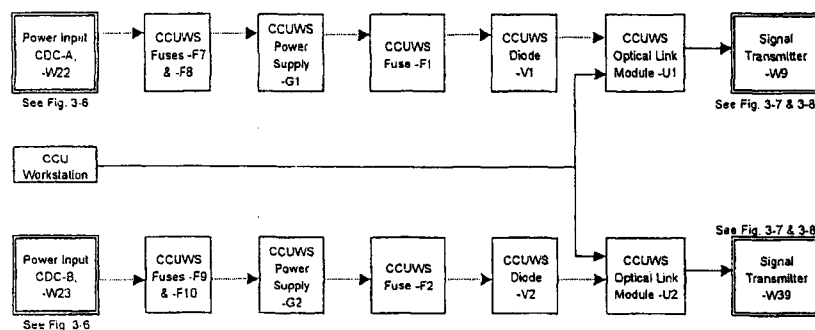 Power Input
CDC-A,
-W22
See Fig. 3-6
CCUWS
Fuses -F7
& -F8
CCUWS
Power
Supply
-G1
CCUWS
Fuse -F1
CCUWS
Diode
-V1
CCUWS
Optical Link
Module -U1
Signal
Transmitter
-W9
See Fig. 3-7 & 3-8
CCU
Workstation
Power Input
CDC-B,
-W23
See Fig. 3-6
CCUWS
Fuses -F9
& -F10
CCUWS
Power
Supply
-G2
CCUWS
Fuse -F2
CCUWS
Diode
-V2
CCUWS
Optical Link
Module -U2
See Fig. 3-7 & 3-8
Signal
Transmitter
-W39